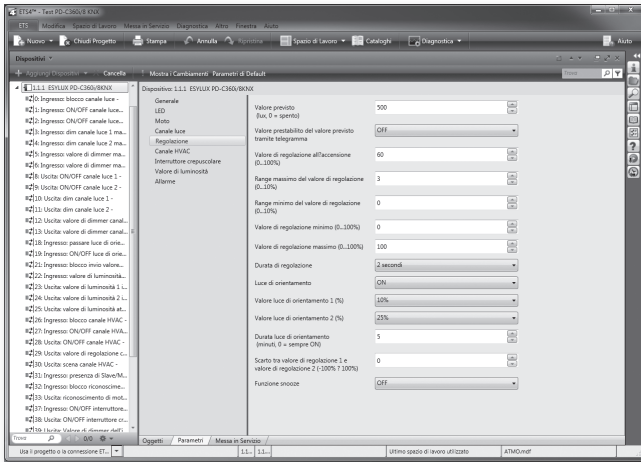 ETS4™ - Test PD-C360i/8 KNX
ETS Modifica Spazio di Lavoro Messa in Servizio Diagnostica Altro Finestra Aiuto
Nuovo Chiudi Progetto Stampa Annulla Ripristina Spazio di Lavoro Cataloghi Diagnostica Aiuto
Dispositivi
Aggiungi Dispositivi Cancella Mostra i Cambiamenti Parametri di Default Trova
1.1.1 ESYLUX PD-C360i/8KNX
0: Ingresso: blocco canale luce -
1: Ingresso: ON/OFF canale luce...
2: Ingresso: ON/OFF canale luce...
3: Ingresso: dim canale luce 1 ma...
4: Ingresso: dim canale luce 2 ma...
5: Ingresso: valore di dimmer ma...
6: Ingresso: valore di dimmer ma...
8: Uscita: ON/OFF canale luce 1 -
9: Uscita: ON/OFF canale luce 2 -
10: Uscita: dim canale luce 1 -
11: Uscita: dim canale luce 2 -
12: Uscita: valore di dimmer canal...
13: Uscita: valore di dimmer canal...
18: Ingresso: passare luce di orie...
19: Ingresso: ON/OFF luce di orie...
21: Ingresso: blocco invio valore...
22: Ingresso: valore di luminosità...
23: Uscita: valore di luminosità 1 i...
24: Uscita: valore di luminosità 2 i...
25: Uscita: valore di luminosità at...
26: Ingresso: blocco canale HVAC -
27: Ingresso: ON/OFF canale HVA...
28: Uscita: ON/OFF canale HVAC -
29: Uscita: valore di regolazione c...
30: Uscita: scena canale HVAC -
31: Ingresso: presenza di Slave/M...
32: Ingresso: blocco riconoscime...
33: Uscita: riconoscimento di mot...
37: Ingresso: ON/OFF interruttore...
38: Uscita: ON/OFF interruttore cr...
39: Uscita: Valore di dimmer dell'i...
Trova 0/0
Dispositivo: 1.1.1 ESYLUX PD-C360i/8KNX
Generale
LED
Moto
Canale luce
Regolazione
Canale HVAC
Interruttore crepuscolare
Valore di luminosità
Allarme
Valore previsto
(lux, 0 = spento)
500
Valore prestabilito del valore previsto
tramite telegramma
OFF
Valore di regolazione all?accensione
(0...100%)
60
Range massimo del valore di regolazione
(0...10%)
3
Range minimo del valore di regolazione
(0...10%)
0
Valore di regolazione minimo (0...100%)
0
Valore di regolazione massimo (0...100%)
100
Durata di regolazione
2 secondi
Luce di orientamento
ON
Valore luce di orientamento 1 (%)
10%
Valore luce di orientamento 2 (%)
25%
Durata luce di orientamento
(minuti, 0 = sempre ON)
5
Scarto tra valore di regolazione 1 e
valore di regolazione 2 (-100% ? 100%)
0
Funzione snooze
OFF
Oggetti Parametri Messa in Servizio
Usa il progetto o la connessione ET... 1.1... 1.1... Ultimo spazio di lavoro utilizzato ATMO.mdf